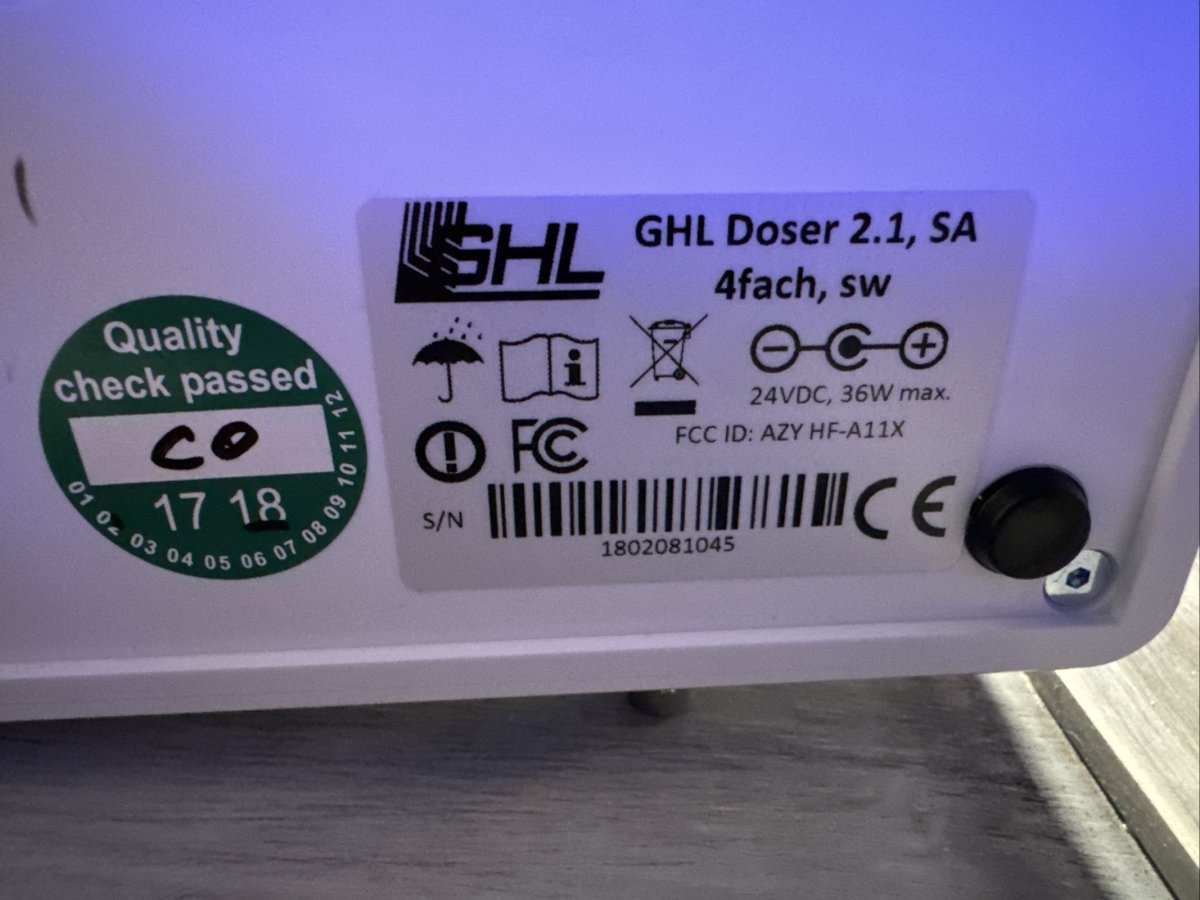 Quality
check passed
CO
17 18
01 02 03 04 05 06 07 08 09 10 11 12
GHL
GHL Doser 2.1, SA
4fach, sw
24VDC, 36W max.
FC
FCC ID: AZY HF-A11X
S/N
1802081045
CE